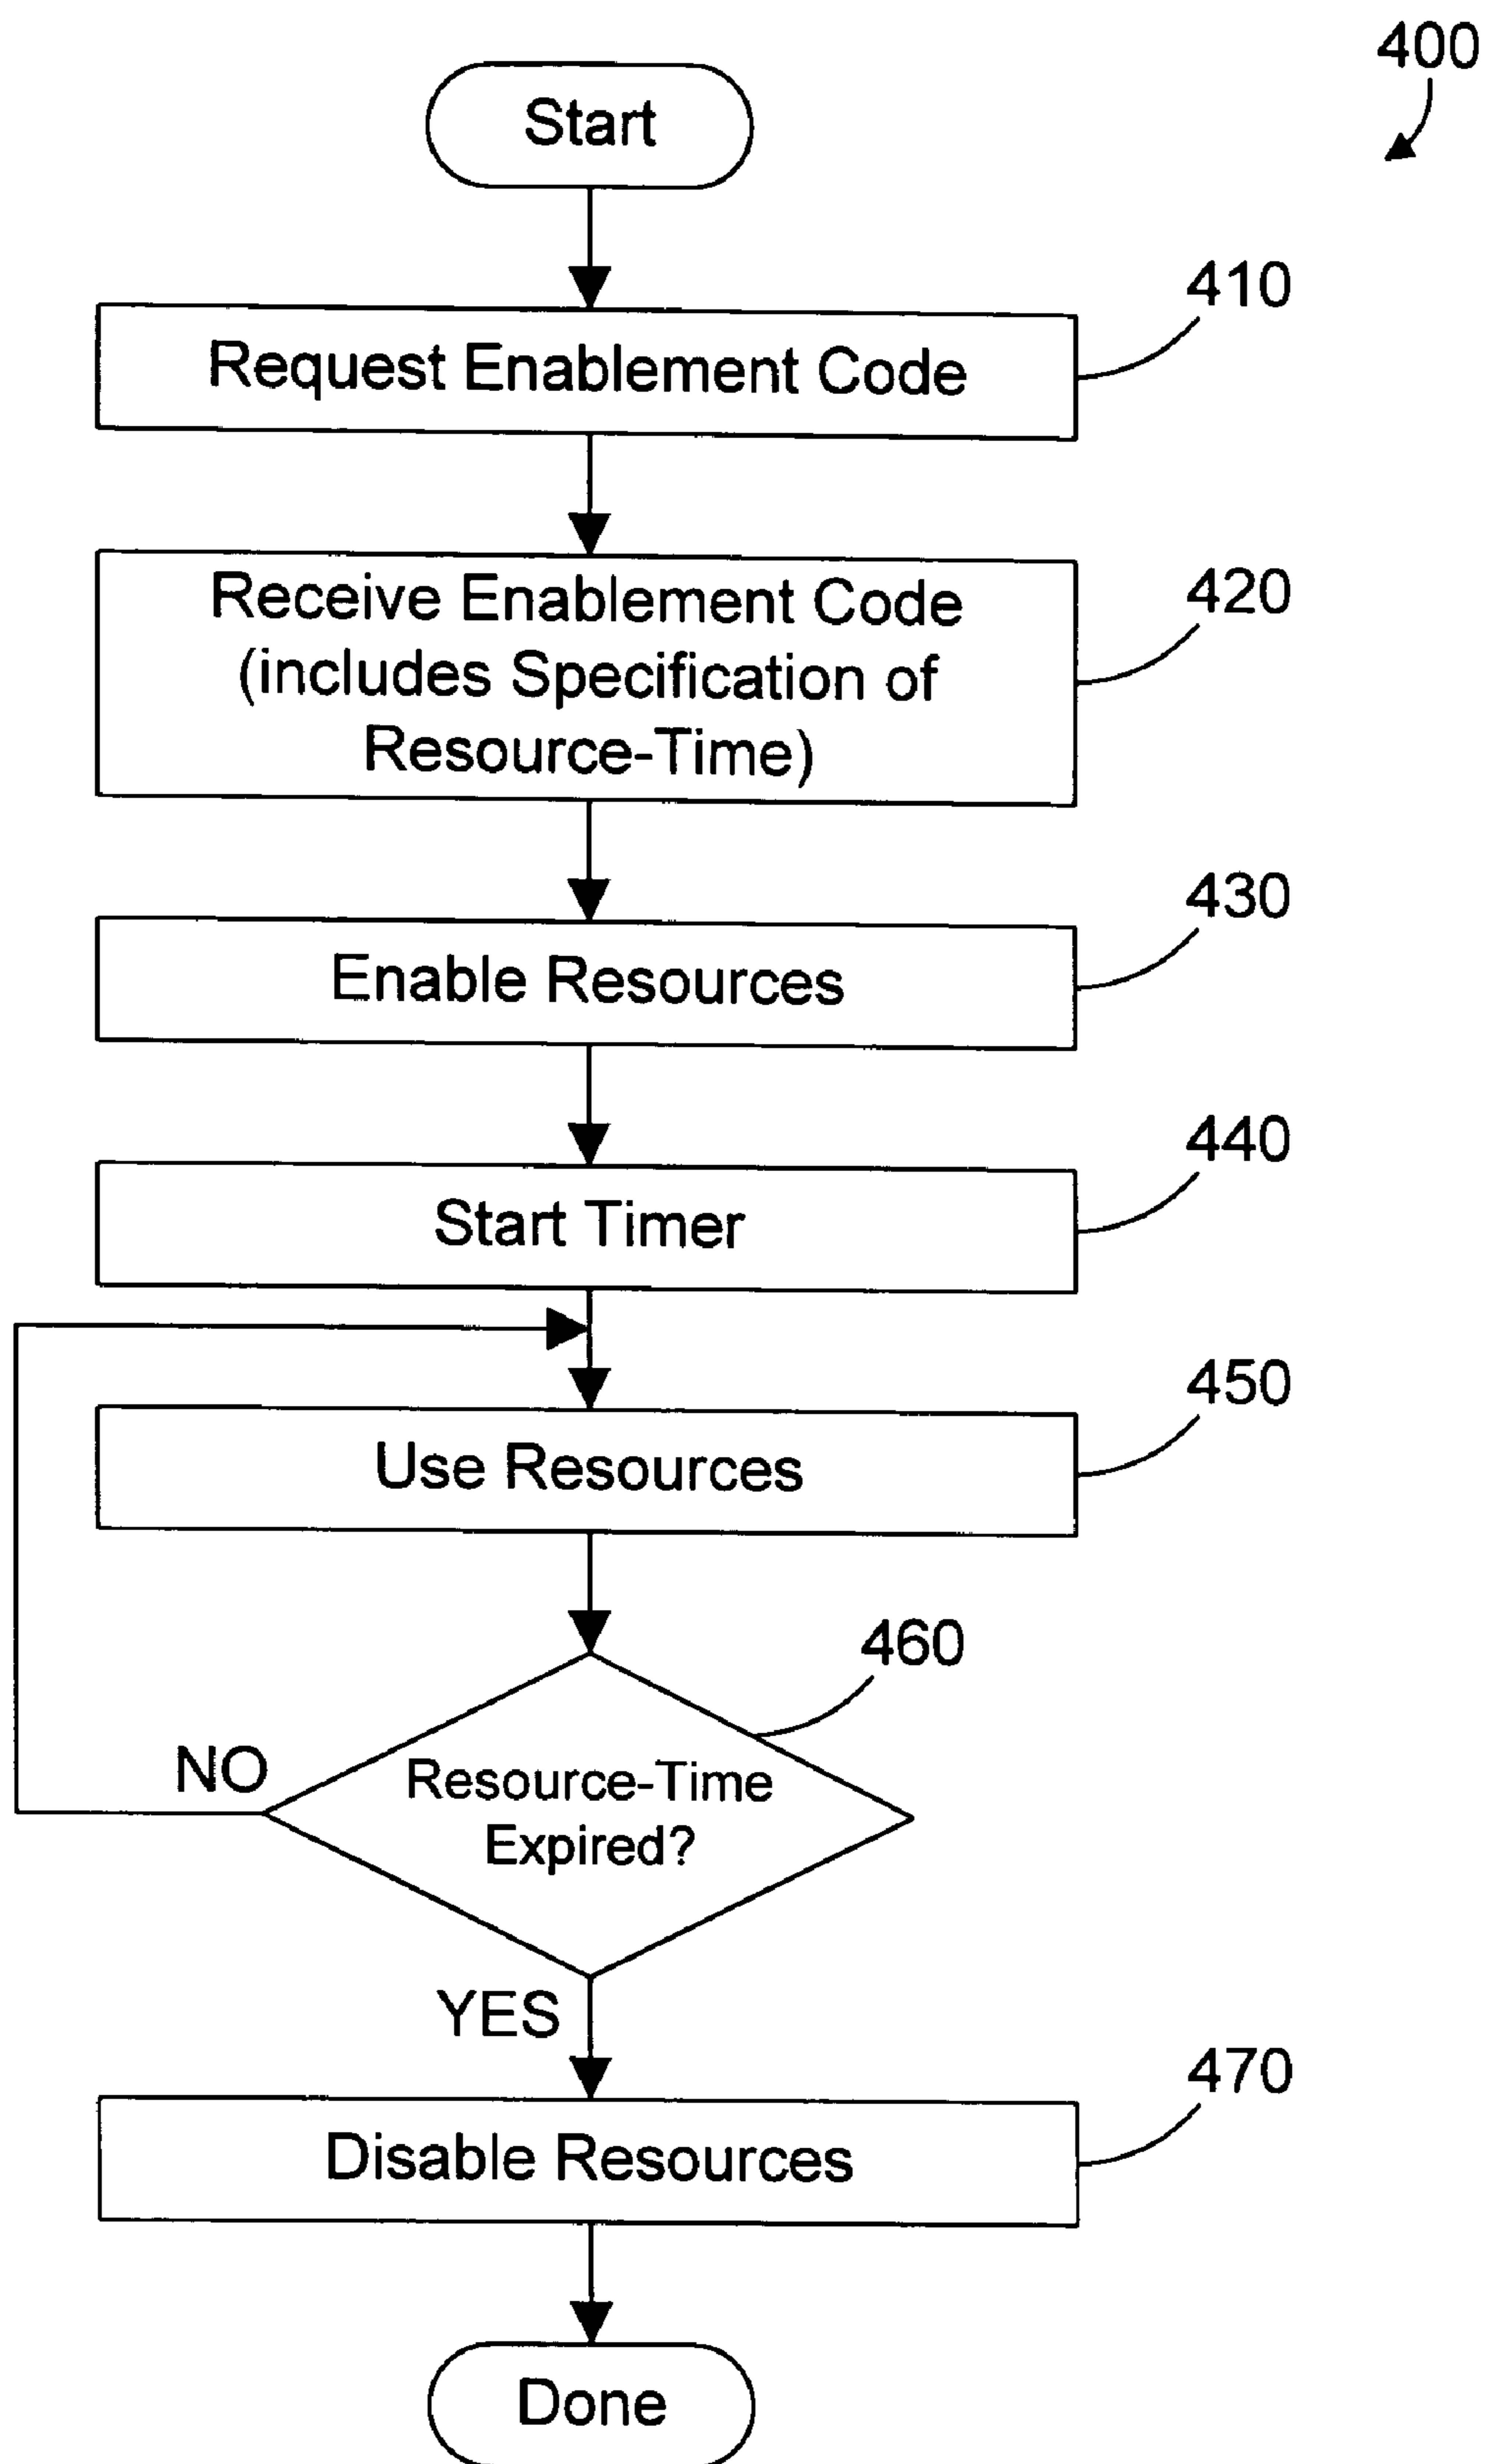 400
Start
410
Request Enablement Code
420
Receive Enablement Code
(includes Specification of
Resource-Time)
430
Enable Resources
440
Start Timer
450
Use Resources
460
NO
Resource-Time
Expired?
YES
470
Disable Resources
Done